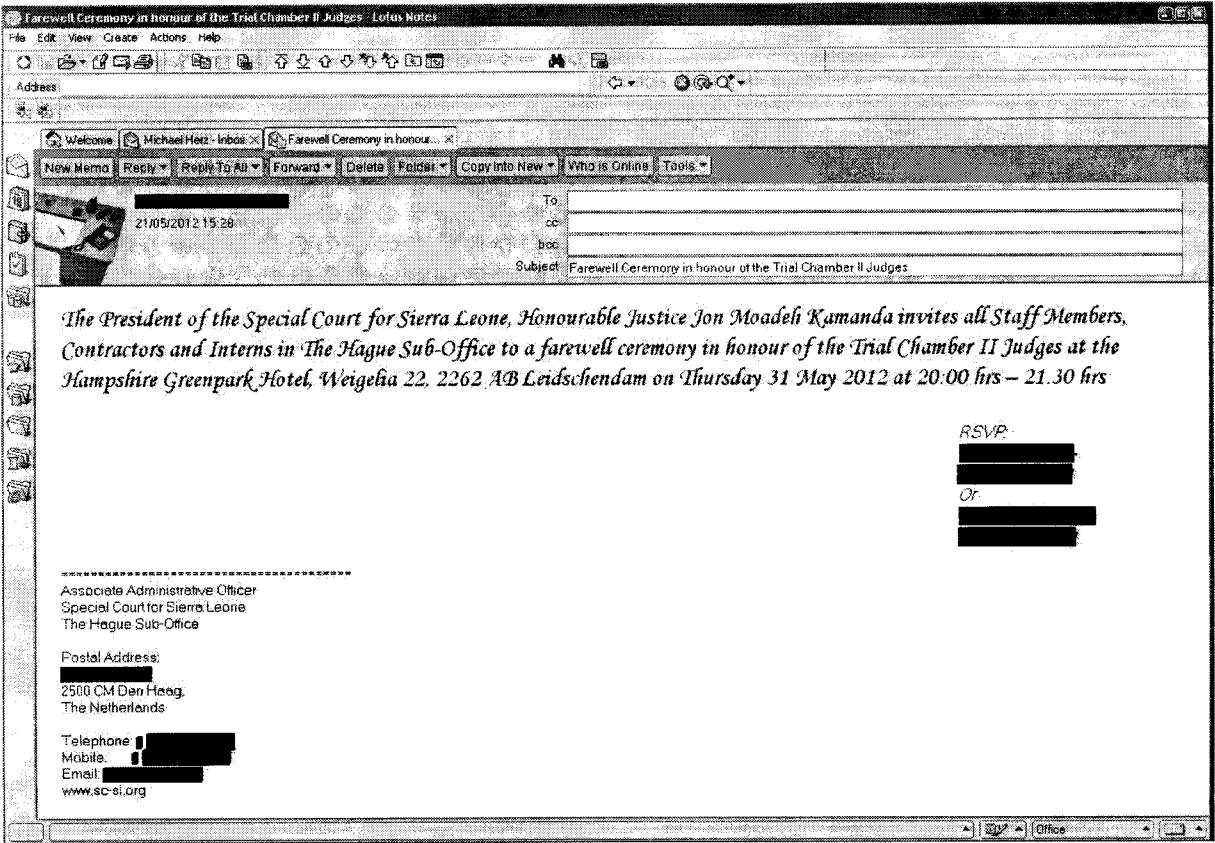 Farewell Ceremony in honour of the Trial Chamber II Judges - Lotus Notes
File Edit View Create Actions Help
Address
Welcome Michael Herz - Inbox Farewell Ceremony in honour...
New Memo Reply Reply To All Forward Delete Folder Copy Into New Who is Online Tools
21/05/2012 15:28
To
cc
bcc
Subject Farewell Ceremony in honour of the Trial Chamber II Judges
The President of the Special Court for Sierra Leone, Honourable Justice Jon Moadeh Kamanda invites all Staff Members,
Contractors and Interns in The Hague Sub-Office to a farewell ceremony in honour of the Trial Chamber II Judges at the
Hampshire Greenpark Hotel, Weigelia 22, 2262 AB Leidschendam on Thursday 31 May 2012 at 20:00 hrs – 21.30 hrs
RSVP:
Or
Associate Administrative Officer
Special Court for Sierra Leone
The Hague Sub-Office
Postal Address:
2500 CM Den Haag,
The Netherlands
Telephone:
Mobile:
Email:
www.sc-sl.org
Office